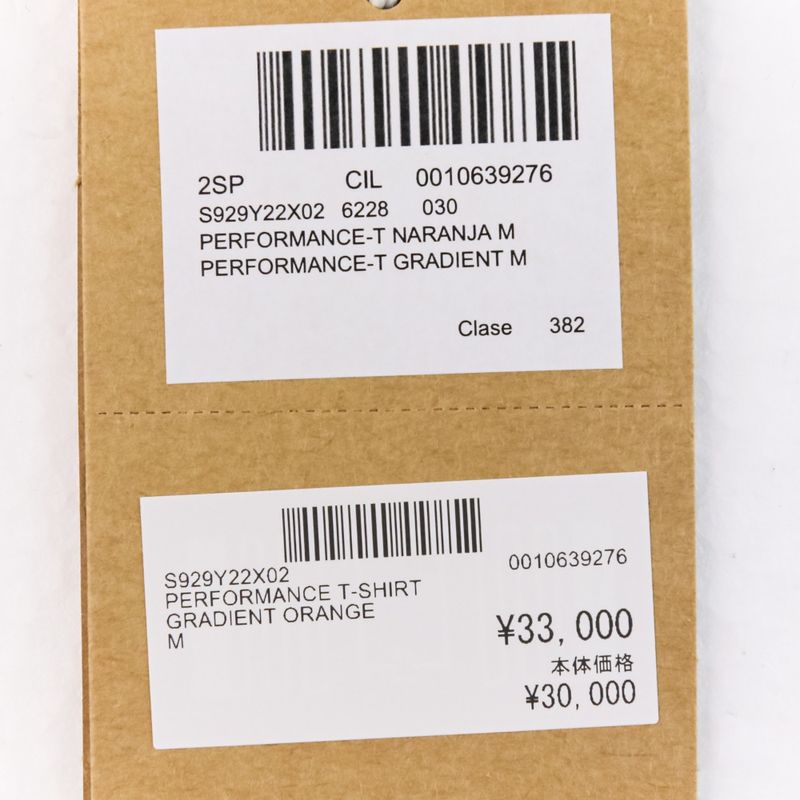 2SP CIL 0010639276
S929Y22X02 6228 030
PERFORMANCE-T NARANJA M
PERFORMANCE-T GRADIENT M
Clase 382
S929Y22X02 0010639276
PERFORMANCE T-SHIRT
GRADIENT ORANGE
M
¥33,000
本体価格
¥30,000